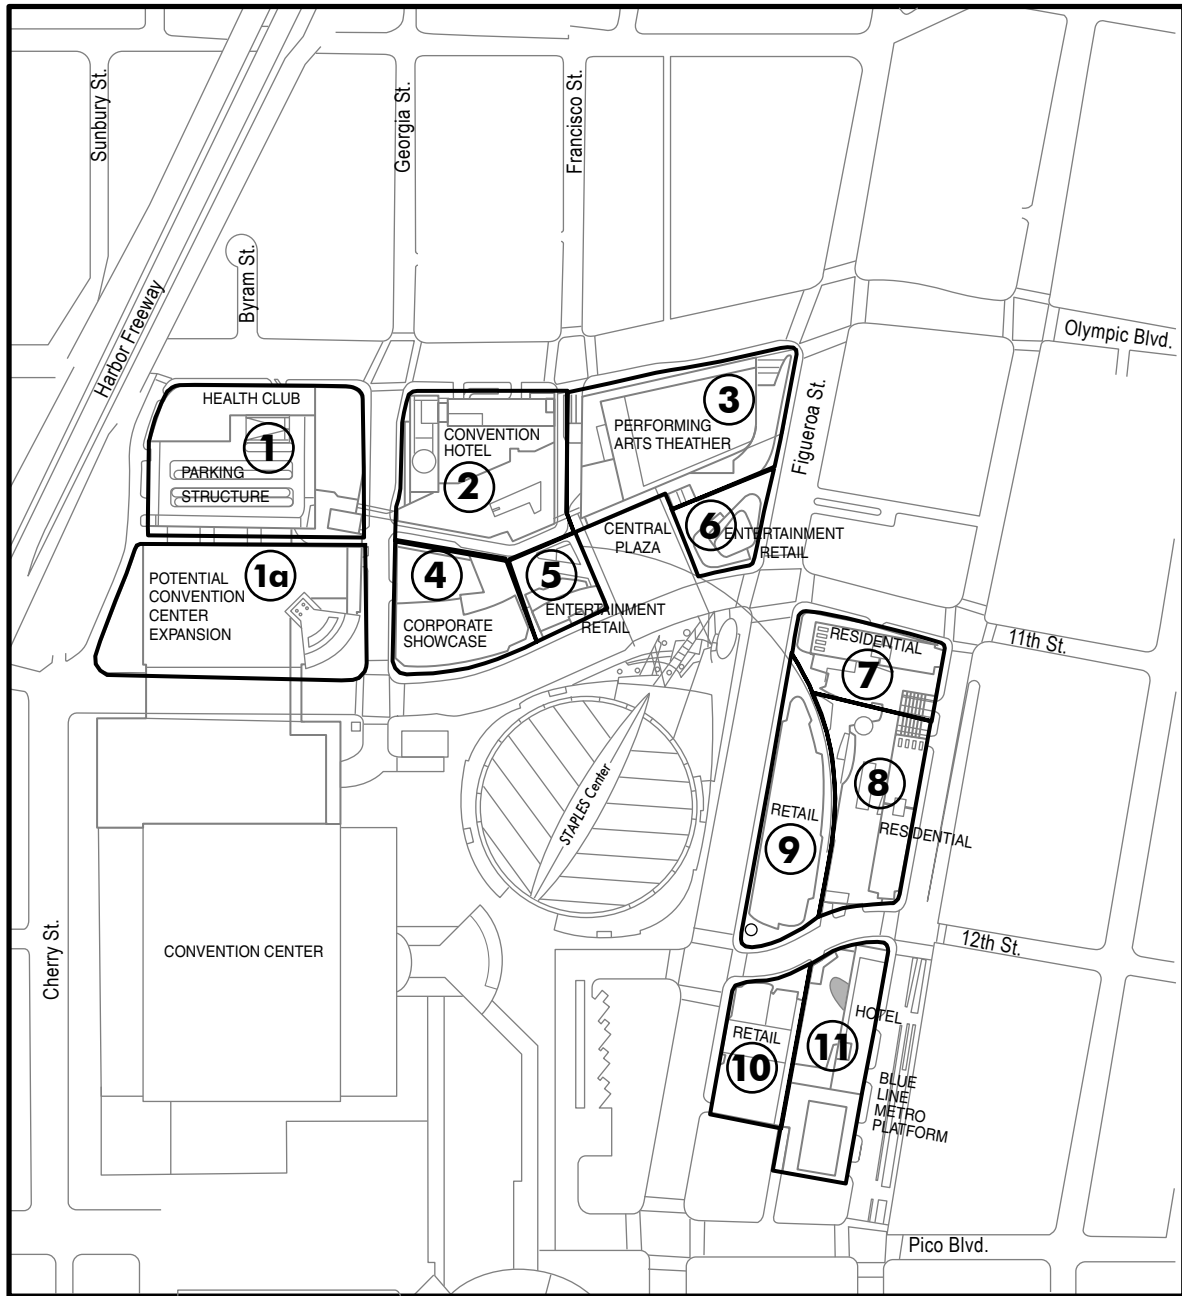 Sunbury St.
Georgia St.
Francisco St.
Byram St.
Harbor Freeway
Olympic Blvd.
Figueroa St.
HEALTH CLUB
1
PARKING
STRUCTURE
CONVENTION
HOTEL
2
3
PERFORMING
ARTS THEATHER
CENTRAL
PLAZA
6
ENTERTAINMENT
RETAIL
1a
POTENTIAL
CONVENTION
CENTER
EXPANSION
4
CORPORATE
SHOWCASE
5
ENTERTAINMENT
RETAIL
RESIDENTIAL
7
11th St.
8
RESIDENTIAL
RETAIL
9
STAPLES Center
CONVENTION CENTER
Cherry St.
12th St.
RETAIL
10
HOTEL
11
BLUE
LINE
METRO
PLATFORM
Pico Blvd.